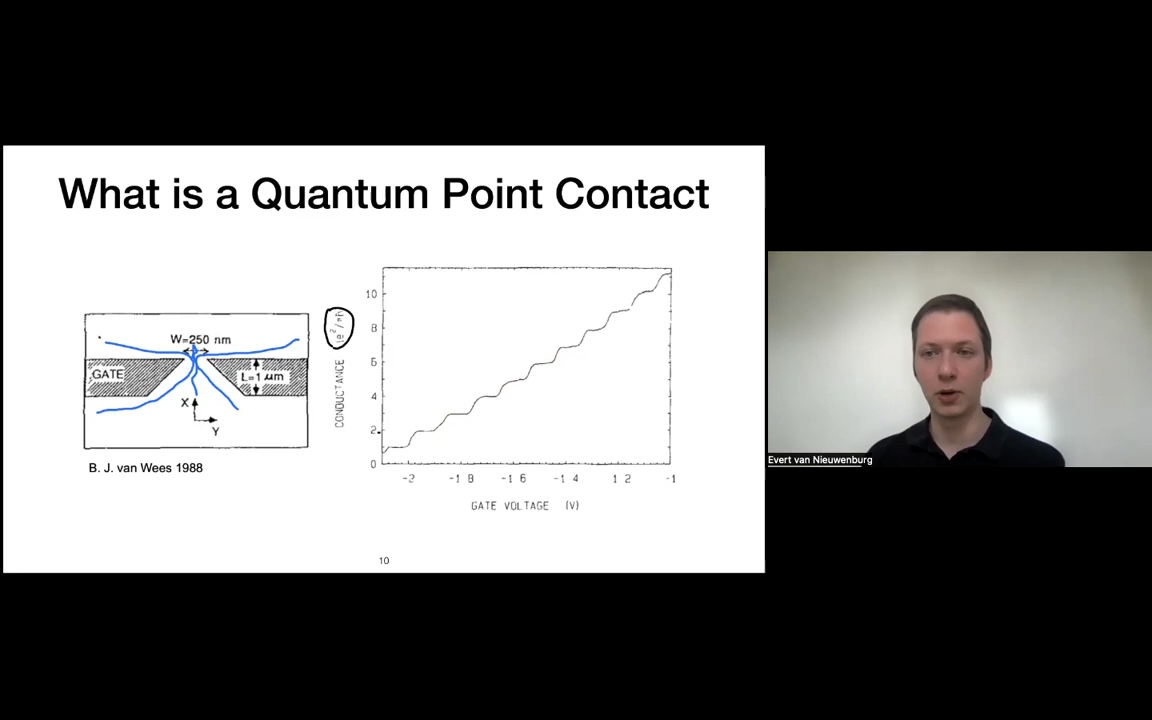 What is a Quantum Point Contact
W=250 nm
GATE
L=1 μm
X
Y
B. J. van Wees 1988
CONDUCTANCE (e²/πħ)
10
8
6
4
2
0
-2
-1 8
-1 6
-1 4
1 2
-1
GATE VOLTAGE (V)
10
Evert van Nieuwenburg